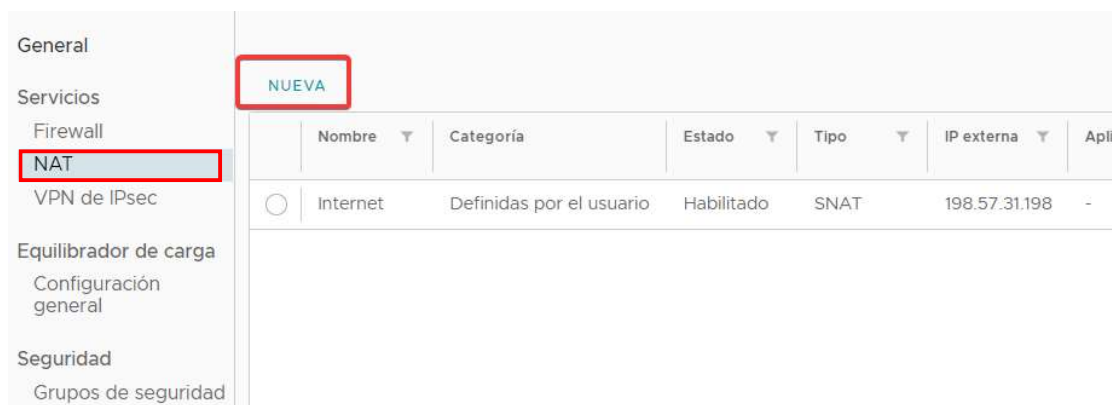 General
Servicios
Firewall
NAT
VPN de IPsec
Equilibrador de carga
Configuración
general
Seguridad
Grupos de seguridad
NUEVA
Nombre Categoría Estado Tipo IP externa Apli
Internet Definidas por el usuario Habilitado SNAT 198.57.31.198 -